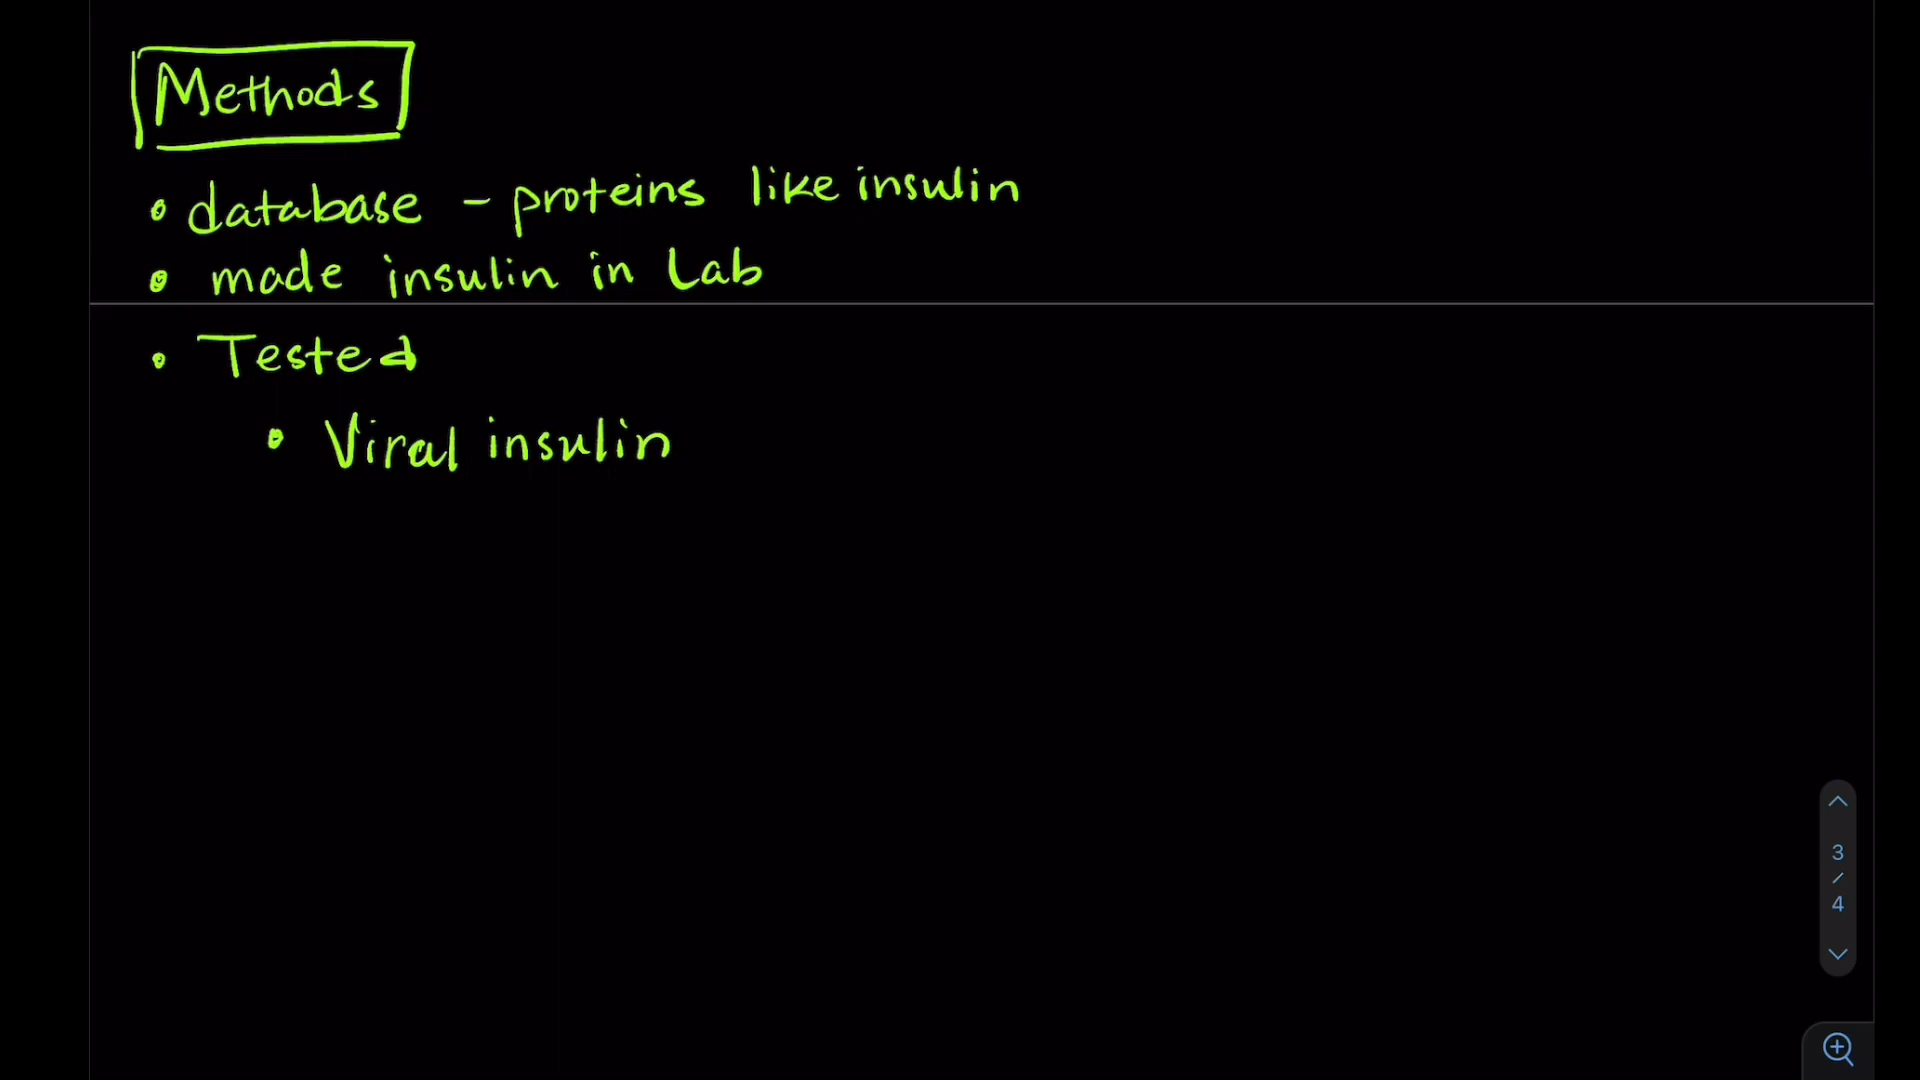 Methods
• database - proteins like insulin
• made insulin in Lab
• Tested
• Viral insulin
3
/
4